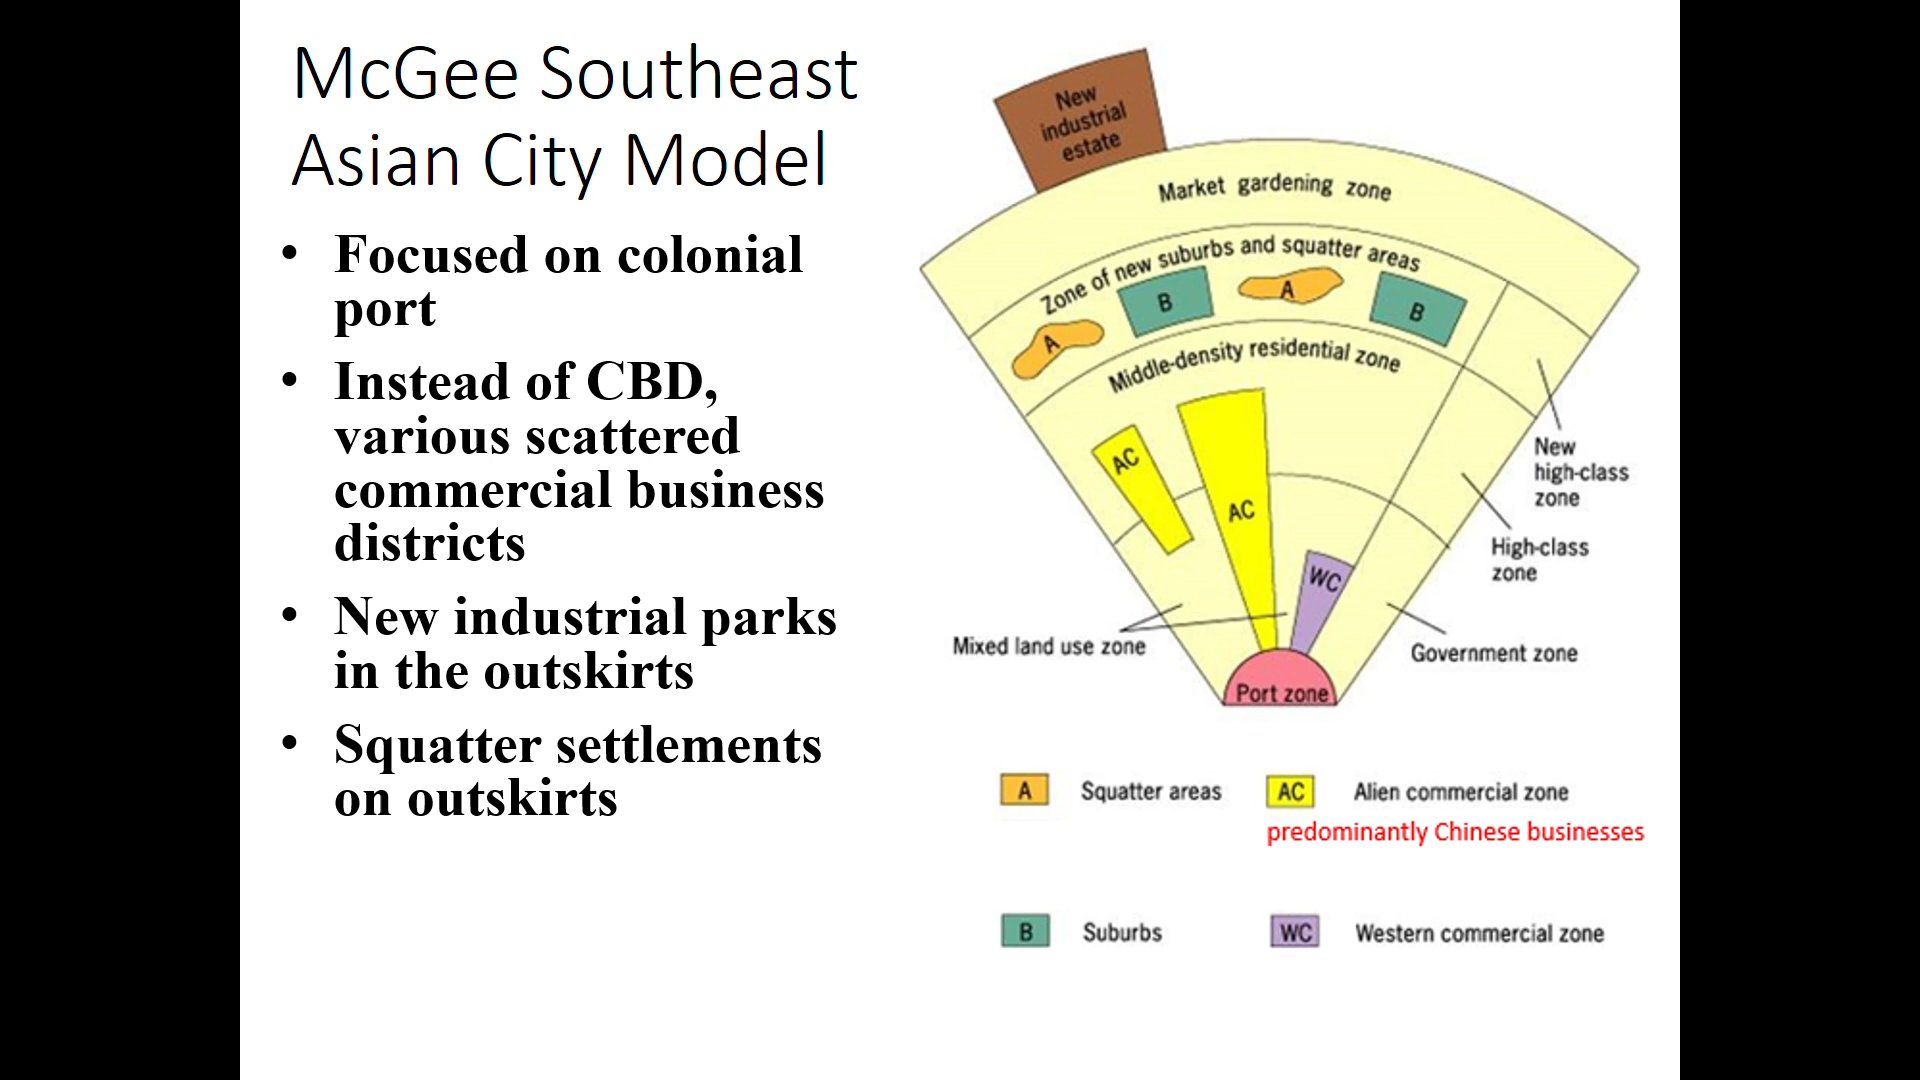 McGee Southeast
Asian City Model
• Focused on colonial
port
• Instead of CBD,
various scattered
commercial business
districts
• New industrial parks
in the outskirts
• Squatter settlements
on outskirts
New
industrial
estate
Market gardening zone
Zone of new suburbs and squatter areas
A
B
A
B
Middle-density residential zone
AC
AC
WC
New
high-class
zone
High-class
zone
Mixed land use zone
Government zone
Port zone
A Squatter areas
AC Alien commercial zone
predominantly Chinese businesses
B Suburbs
WC Western commercial zone